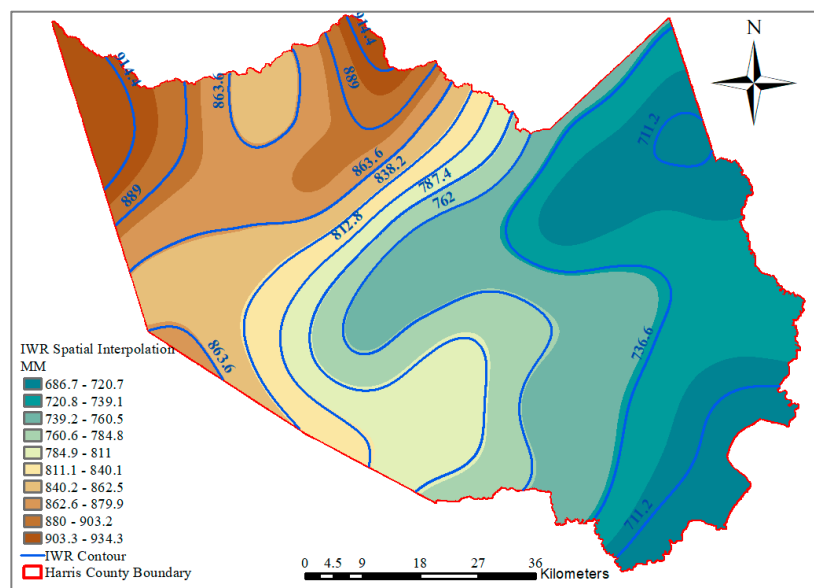 N
914.4
914.4
863.6
889
889
711.2
863.6
838.2
787.4
762
812.8
863.6
736.6
711.2
IWR Spatial Interpolation
MM
686.7 - 720.7
720.8 - 739.1
739.2 - 760.5
760.6 - 784.8
784.9 - 811
811.1 - 840.1
840.2 - 862.5
862.6 - 879.9
880 - 903.2
903.3 - 934.3
IWR Contour
Harris County Boundary
0 4.5 9 18 27 36
Kilometers